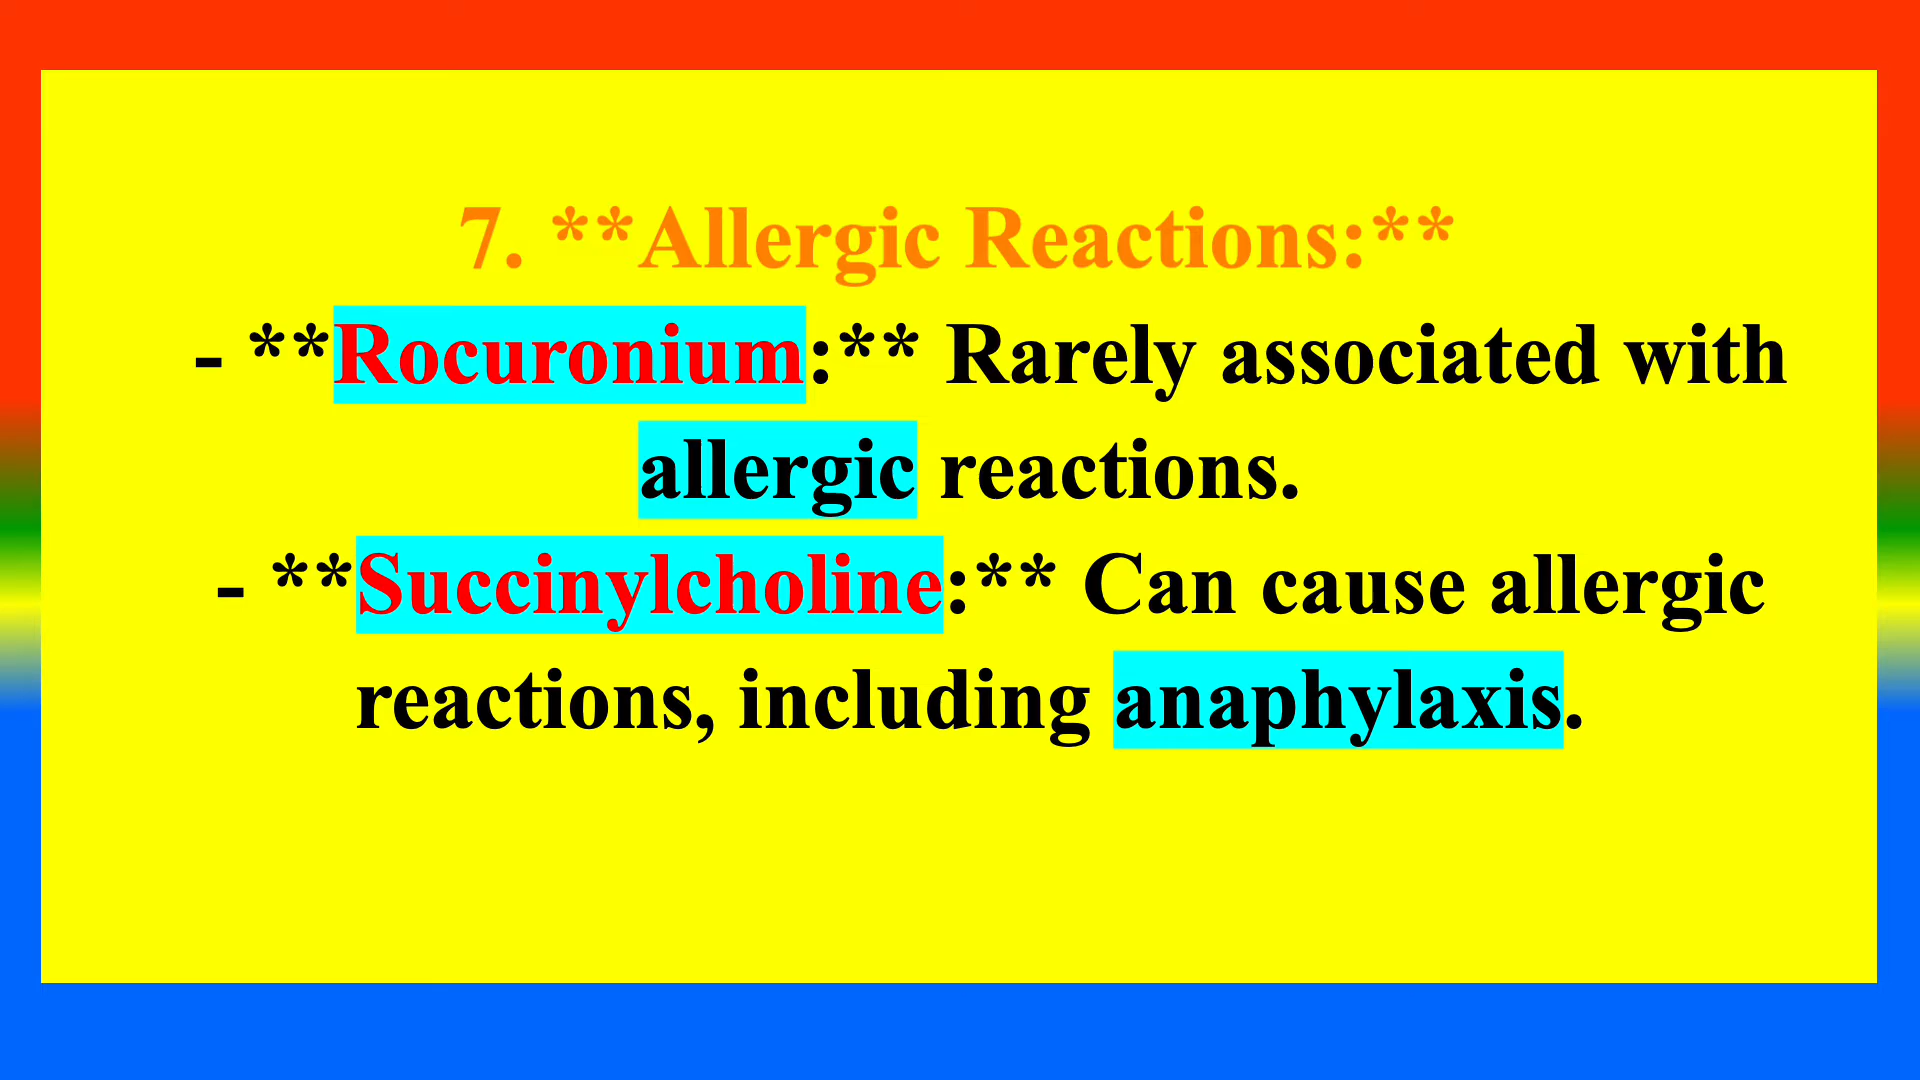 7. **Allergic Reactions:**
- **Rocuronium:** Rarely associated with
allergic reactions.
- **Succinylcholine:** Can cause allergic
reactions, including anaphylaxis.